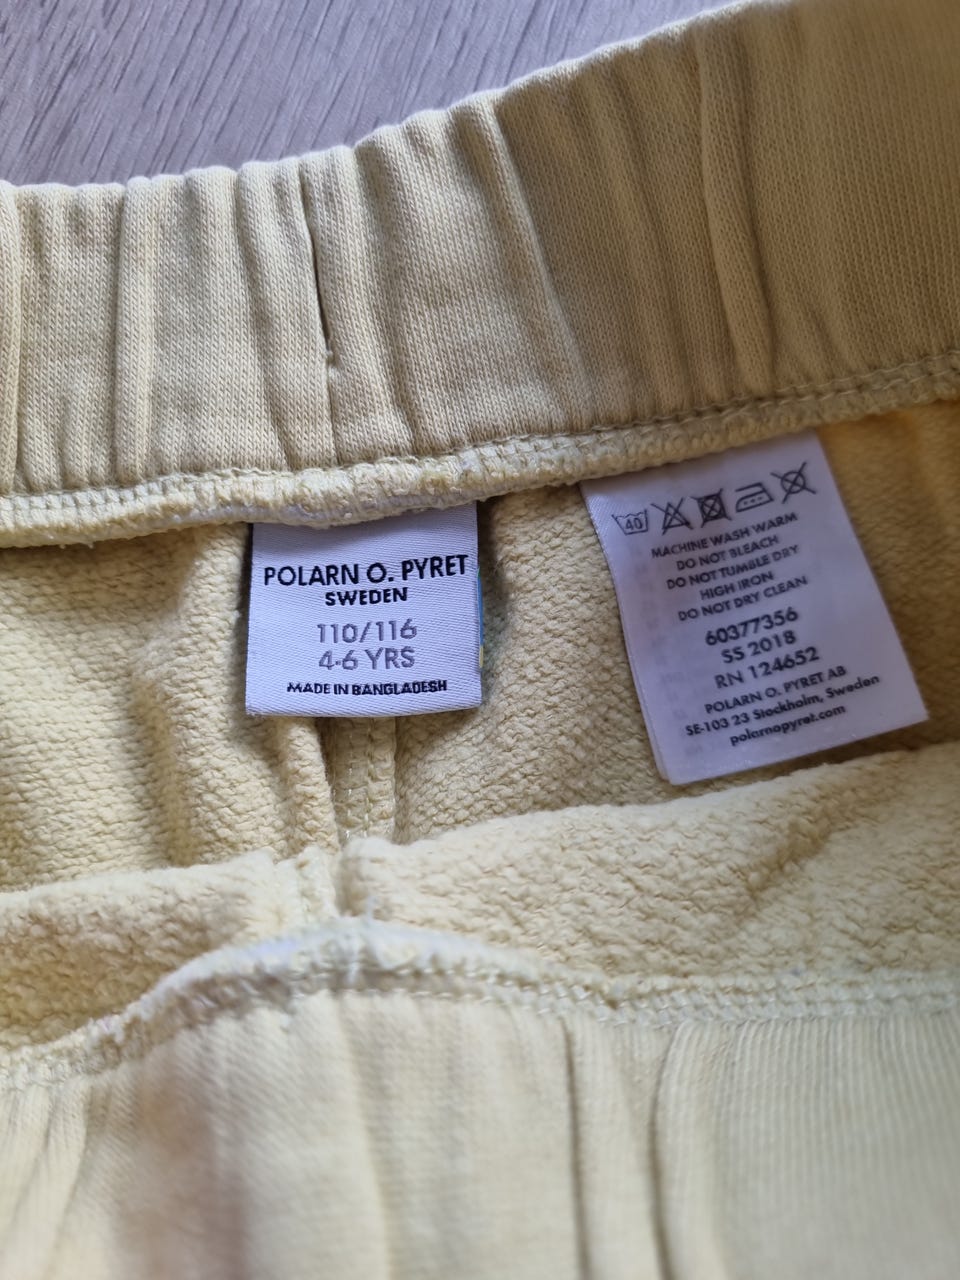 POLARN O. PYRET
SWEDEN
110/116
4-6 YRS
MADE IN BANGLADESH
40
MACHINE WASH WARM
DO NOT BLEACH
DO NOT TUMBLE DRY
HIGH IRON
DO NOT DRY CLEAN
60377356
SS 2018
RN 124652
POLARN O. PYRET AB
SE-103 23 Stockholm, Sweden
polarnopyret.com